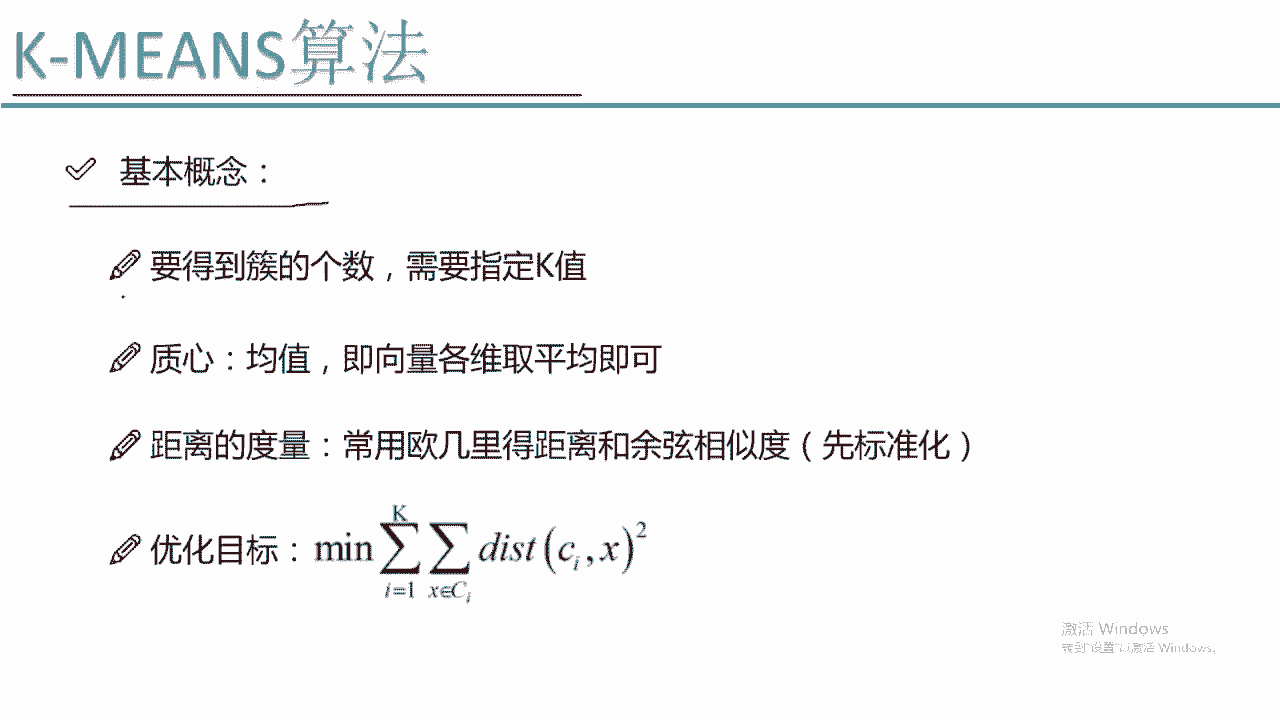 K-MEANS算法
基本概念：
要得到簇的个数，需要指定K值
质心：均值，即向量各维取平均即可
距离的度量：常用欧几里得距离和余弦相似度（先标准化）
优化目标：min∑_{i=1}^{K}∑_{x∈C_i} dist(c_i, x)^2
激活 Windows
转到"设置"以激活 Windows。